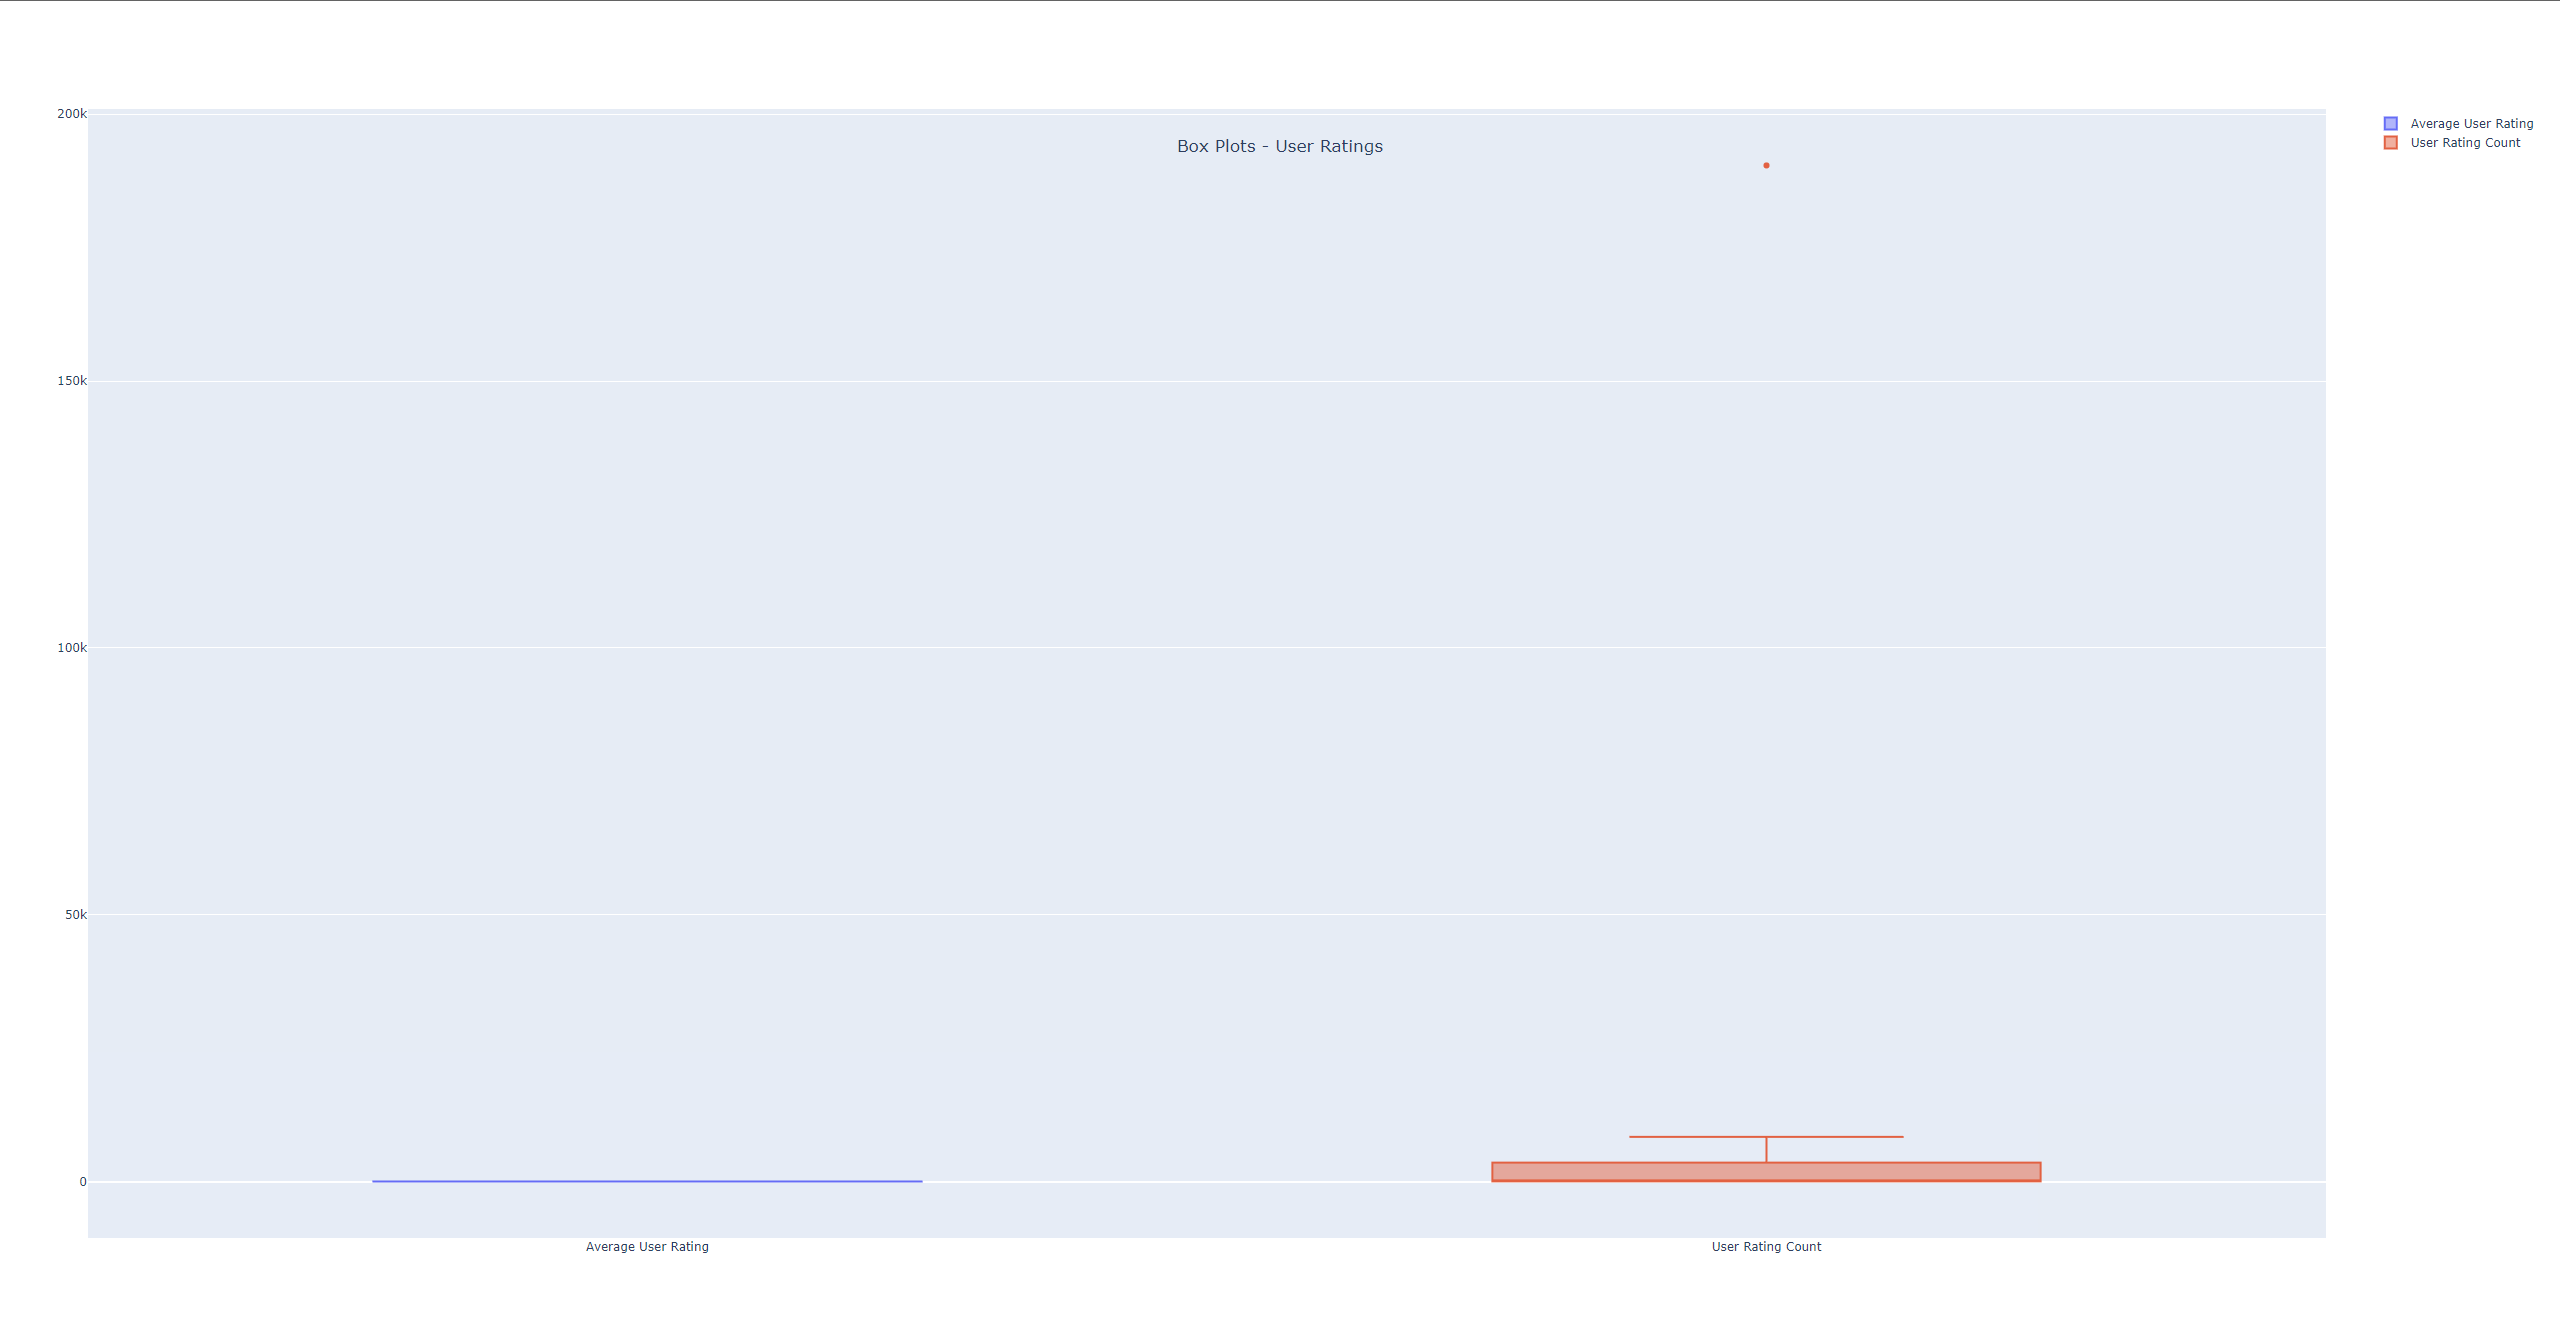 Box Plots - User Ratings
200k
150k
100k
50k
0
Average User Rating
User Rating Count
Average User Rating
User Rating Count